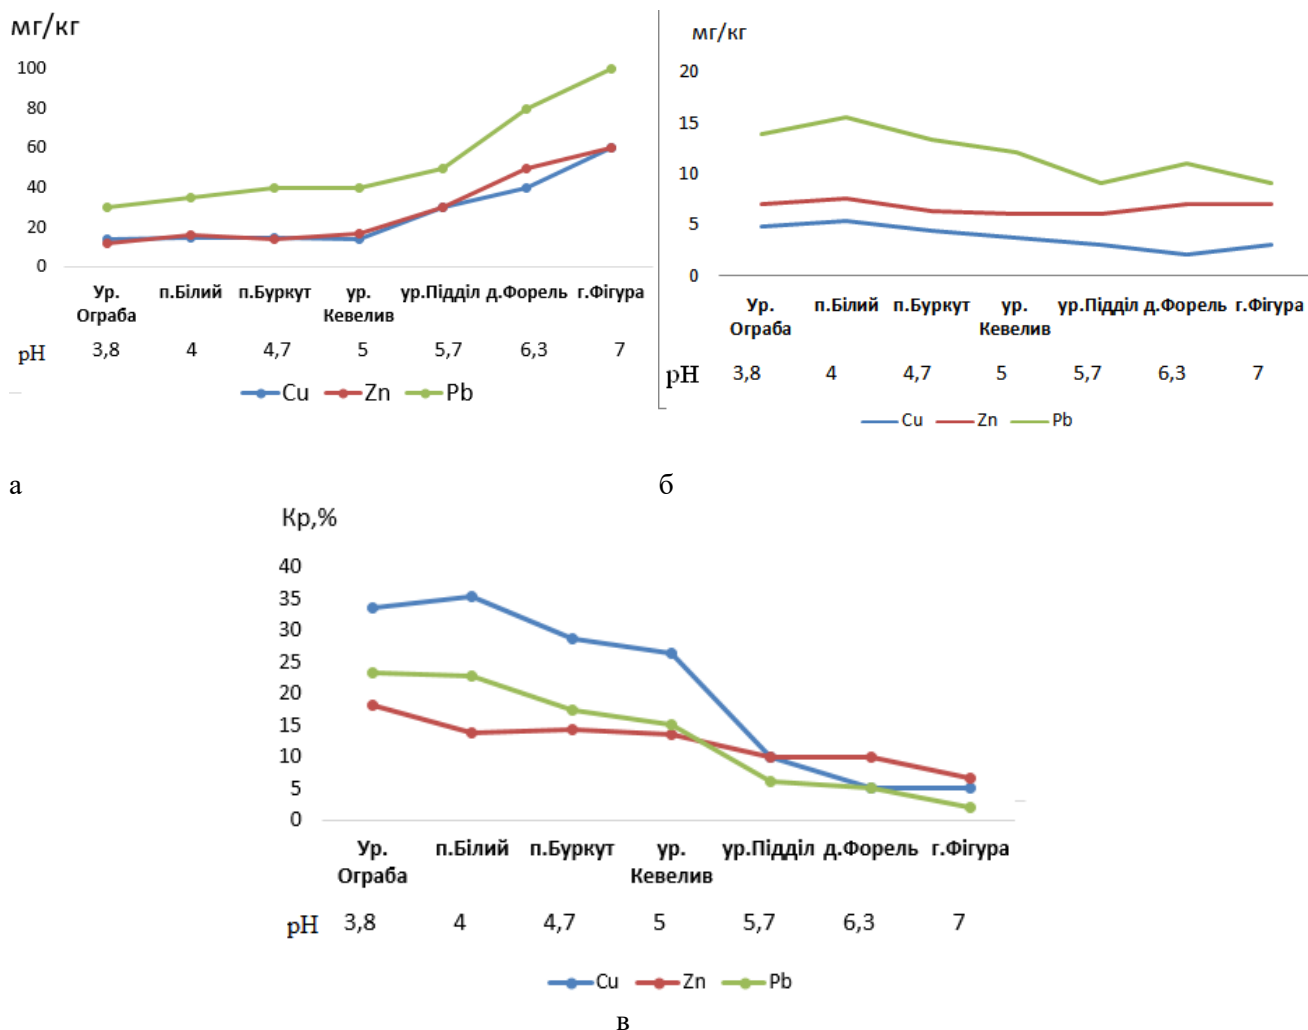 мг/кг
100
80
60
40
20
0
Ур. Ограба п.Білий п.Буркут ур. Кевелив ур.Підділ д.Форель г.Фігура
pH 3,8 4 4,7 5 5,7 6,3 7
Cu Zn Pb
а
мг/кг
20
15
10
5
0
Ур. Ограба п.Білий п.Буркут ур. Кевелив ур.Підділ д.Форель г.Фігура
pH 3,8 4 4,7 5 5,7 6,3 7
Cu Zn Pb
б
Кр,%
40
35
30
25
20
15
10
5
0
Ур. Ограба п.Білий п.Буркут ур. Кевелив ур.Підділ д.Форель г.Фігура
pH 3,8 4 4,7 5 5,7 6,3 7
Cu Zn Pb
в